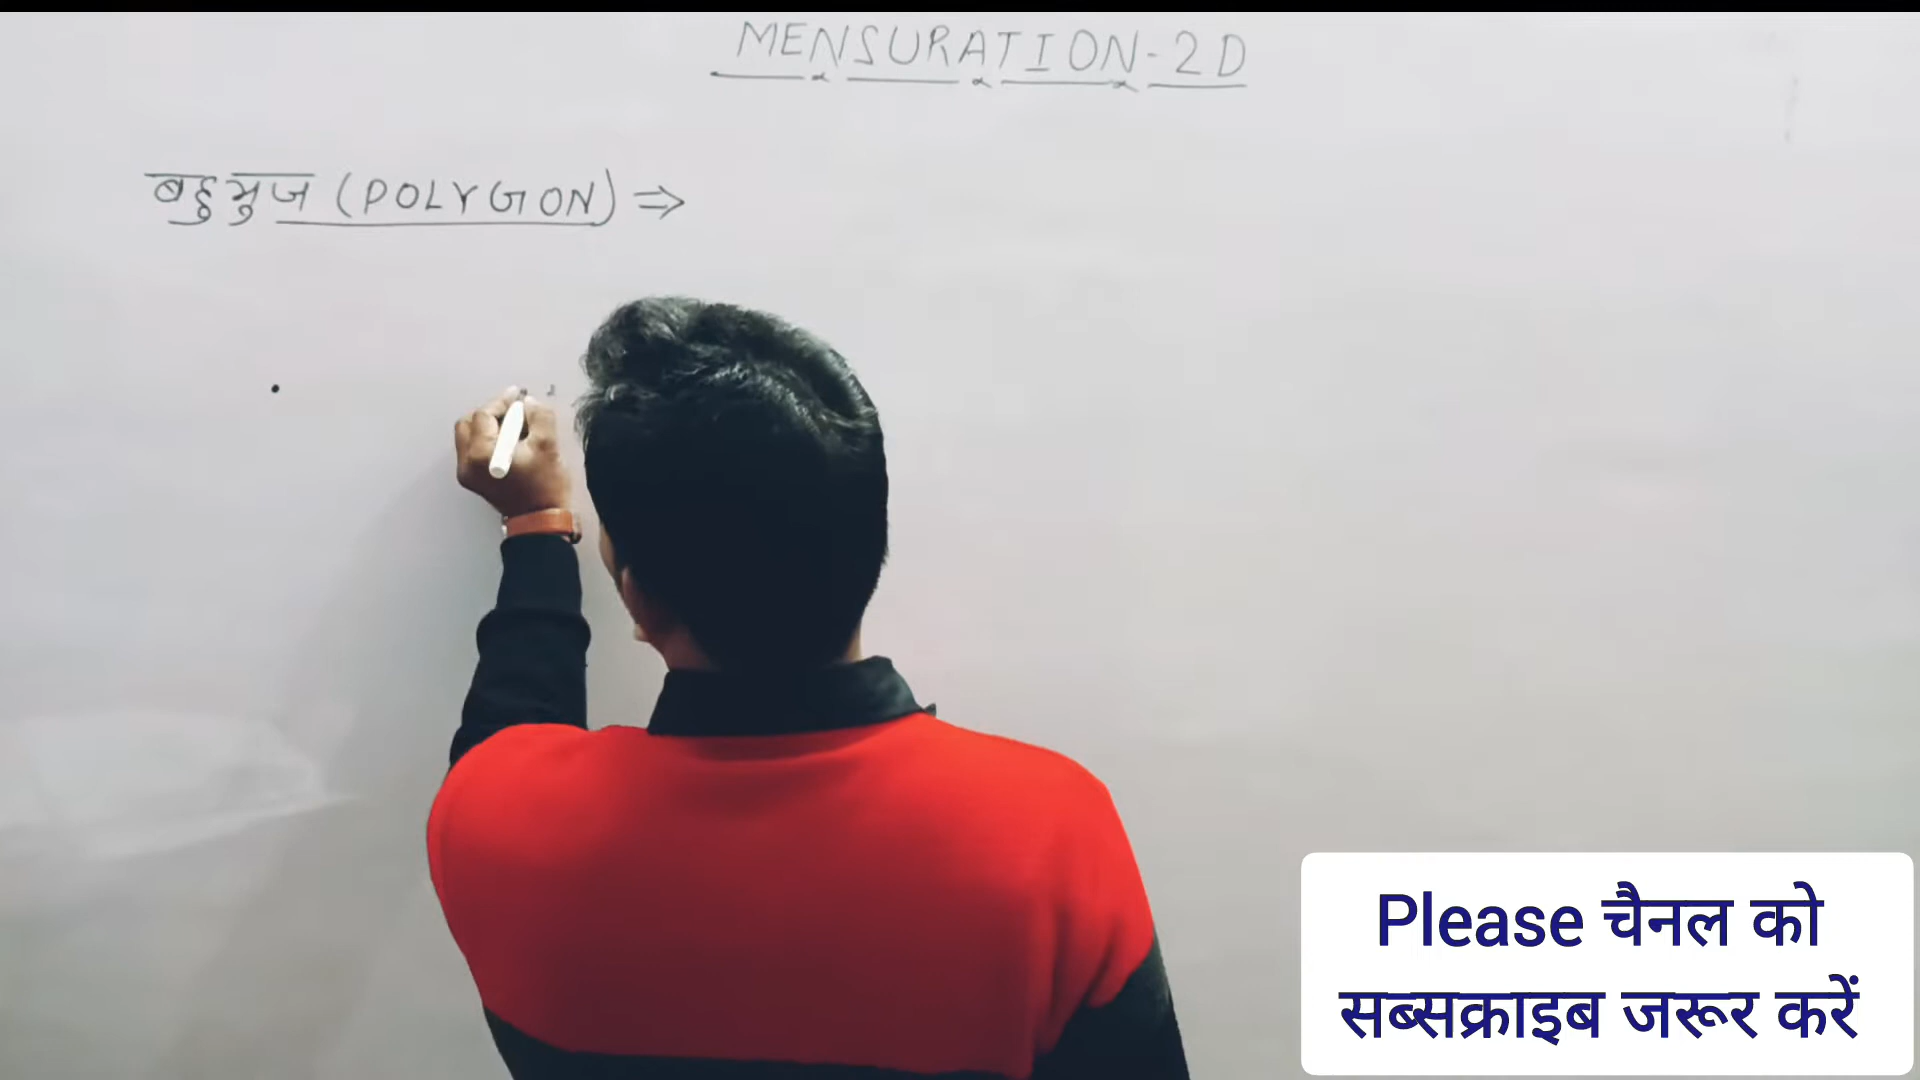 MENSURATION-2D
बहुभुज (POLYGON) ⇒
Please चैनल को
सब्सक्राइब जरूर करें